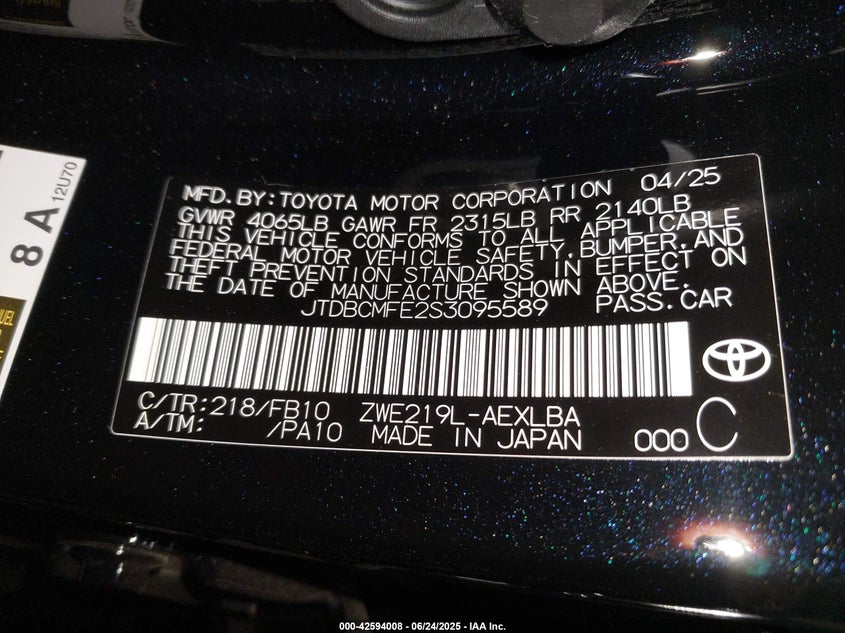 8 A
12U70
MFD.BY:TOYOTA MOTOR CORPORATION 04/25
GVWR 4065LB GAWR FR 2315LB RR 2140LB
THIS VEHICLE CONFORMS TO ALL APPLICABLE
FEDERAL MOTOR VEHICLE SAFETY,BUMPER,AND
THEFT PREVENTION STANDARDS IN EFFECT ON
THE DATE OF MANUFACTURE SHOWN ABOVE.
JTDBCMFE2S3095589 PASS.CAR
C/TR:218/FB10 ZWE219L-AEXLBA
A/TM: /PA10 MADE IN JAPAN 000 C
000-42594008 - 06/24/2025 - IAA Inc.